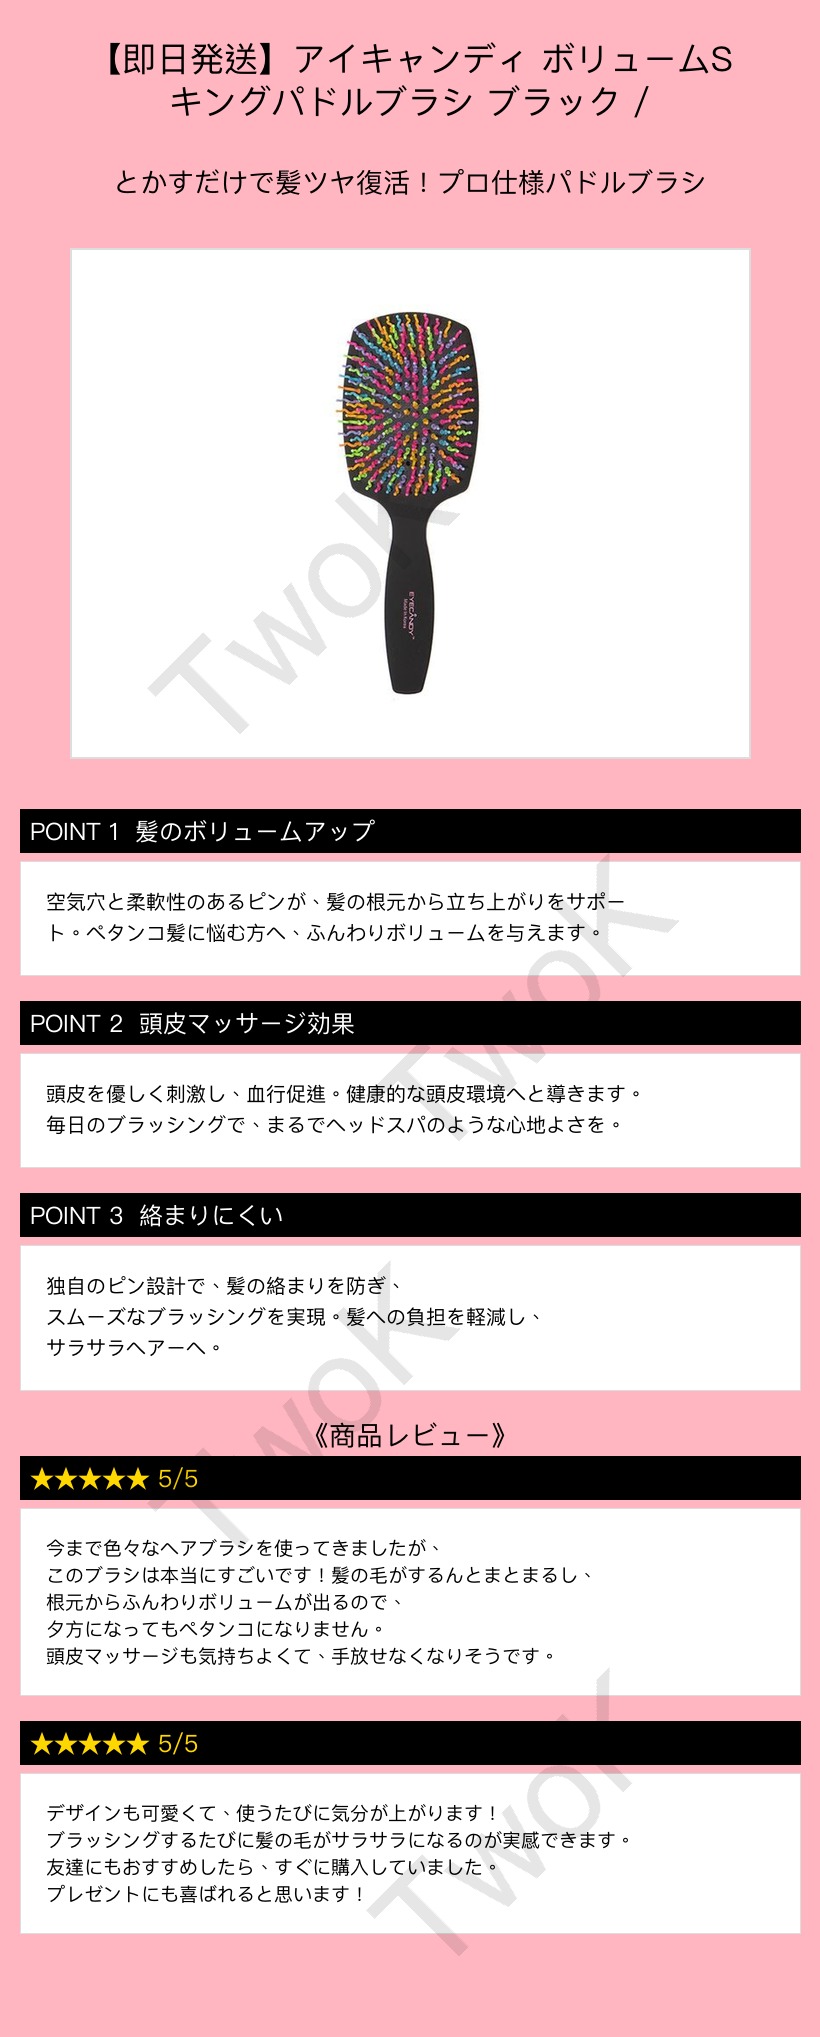 【即日発送】アイキャンディ ボリュームS
キングパドルブラシ ブラック /
とかすだけで髪ツヤ復活！プロ仕様パドルブラシ
EYECANDY
Made In Korea
TwoK
POINT 1 髪のボリュームアップ
空気穴と柔軟性のあるピンが、髪の根元から立ち上がりをサポー
ト。ペタンコ髪に悩む方へ、ふんわりボリュームを与えます。
TwoK
POINT 2 頭皮マッサージ効果
頭皮を優しく刺激し、血行促進。健康的な頭皮環境へと導きます。
毎日のブラッシングで、まるでヘッドスパのような心地よさを。
POINT 3 絡まりにくい
独自のピン設計で、髪の絡まりを防ぎ、
スムーズなブラッシングを実現。髪への負担を軽減し、
サラサラヘアーへ。
TwoK
《商品レビュー》
★★★★★ 5/5
今まで色々なヘアブラシを使ってきましたが、
このブラシは本当にすごいです！髪の毛がするんとまとまるし、
根元からふんわりボリュームが出るので、
夕方になってもペタンコになりません。
頭皮マッサージも気持ちよくて、手放せなくなりそうです。
★★★★★ 5/5
デザインも可愛くて、使うたびに気分が上がります！
ブラッシングするたびに髪の毛がサラサラになるのが実感できます。
友達にもおすすめしたら、すぐに購入していました。
プレゼントにも喜ばれると思います！
TwoK